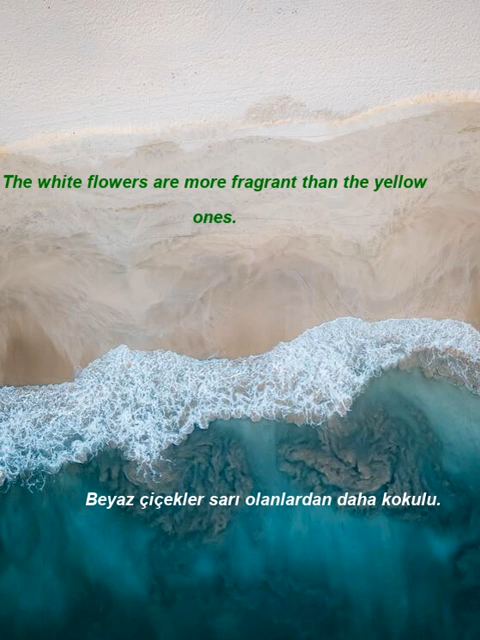 The white flowers are more fragrant than the yellow
ones.
Beyaz çiçekler sarı olanlardan daha kokulu.